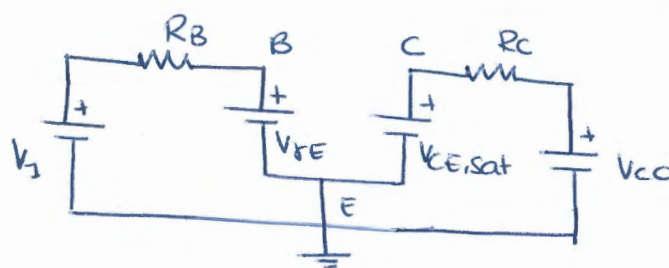 RB B C RC
+ + + +
V1 VγE VCE,sat VCC
E